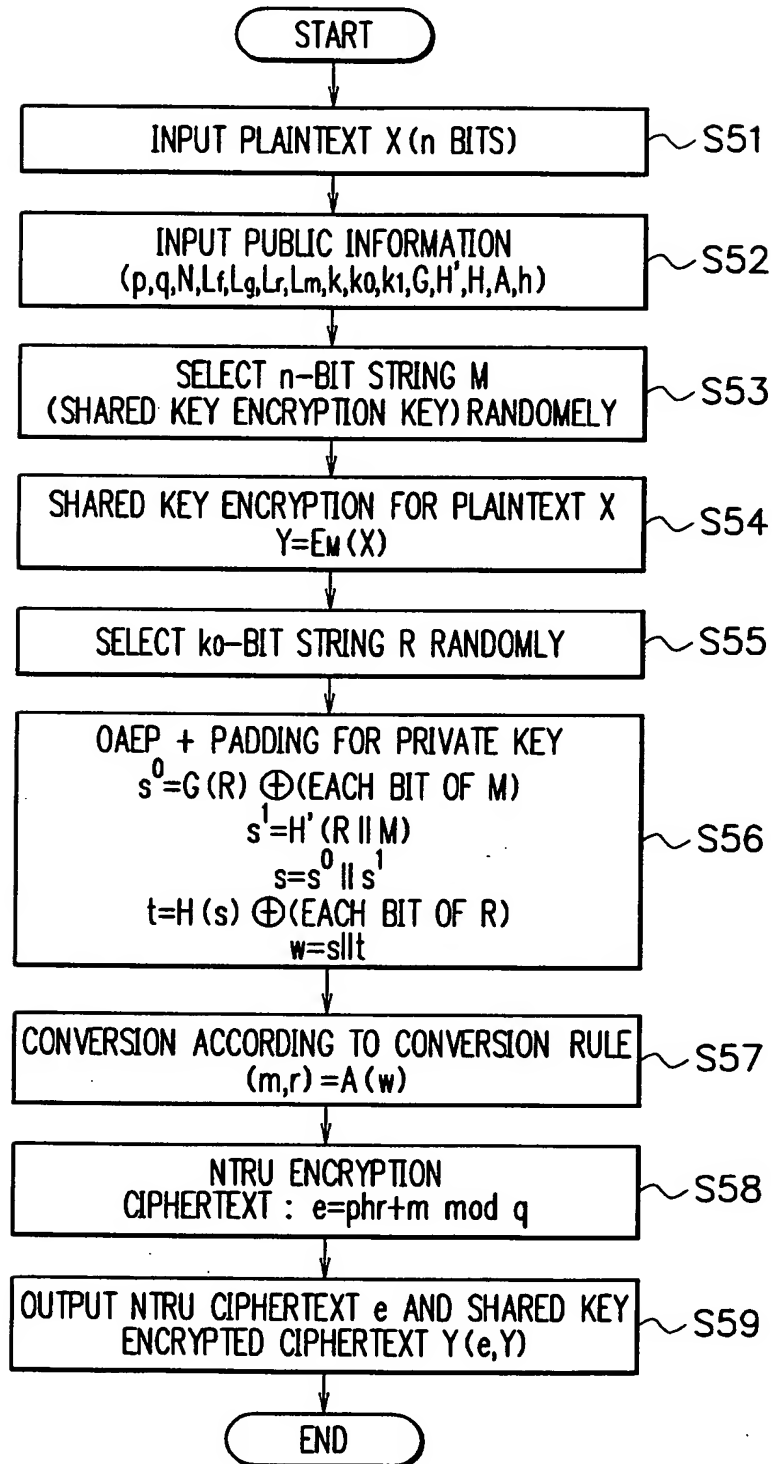 START
INPUT PLAINTEXT X(n BITS)
S51
INPUT PUBLIC INFORMATION
(p,q,N,Lf,Lg,Lr,Lm,k,k0,k1,G,H',H,A,h)
S52
SELECT n-BIT STRING M
(SHARED KEY ENCRYPTION KEY)RANDOMELY
S53
SHARED KEY ENCRYPTION FOR PLAINTEXT X
Y=EM(X)
S54
SELECT k0-BIT STRING R RANDOMLY
S55
OAEP + PADDING FOR PRIVATE KEY
s⁰=G(R)⊕(EACH BIT OF M)
s¹=H'(R||M)
s=s⁰||s¹
t=H(s)⊕(EACH BIT OF R)
w=s||t
S56
CONVERSION ACCORDING TO CONVERSION RULE
(m,r)=A(w)
S57
NTRU ENCRYPTION
CIPHERTEXT : e=phr+m mod q
S58
OUTPUT NTRU CIPHERTEXT e AND SHARED KEY
ENCRYPTED CIPHERTEXT Y(e,Y)
S59
END